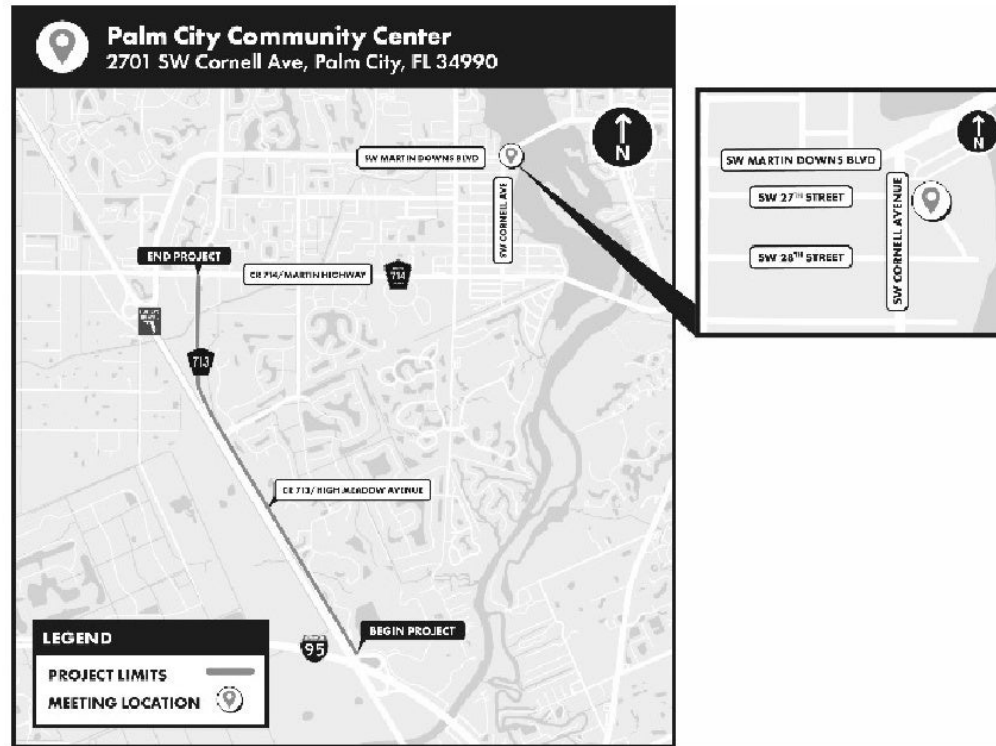 Palm City Community Center
2701 SW Cornell Ave, Palm City, FL 34990
N
SW MARTIN DOWNS BLVD
SW CORNELL AVE
END PROJECT
CR 714/MARTIN HIGHWAY
714
713
CR 713/HIGH MEADOW AVENUE
BEGIN PROJECT
95
LEGEND
PROJECT LIMITS
MEETING LOCATION
N
SW MARTIN DOWNS BLVD
SW 27TH STREET
SW CORNELL AVENUE
SW 28TH STREET